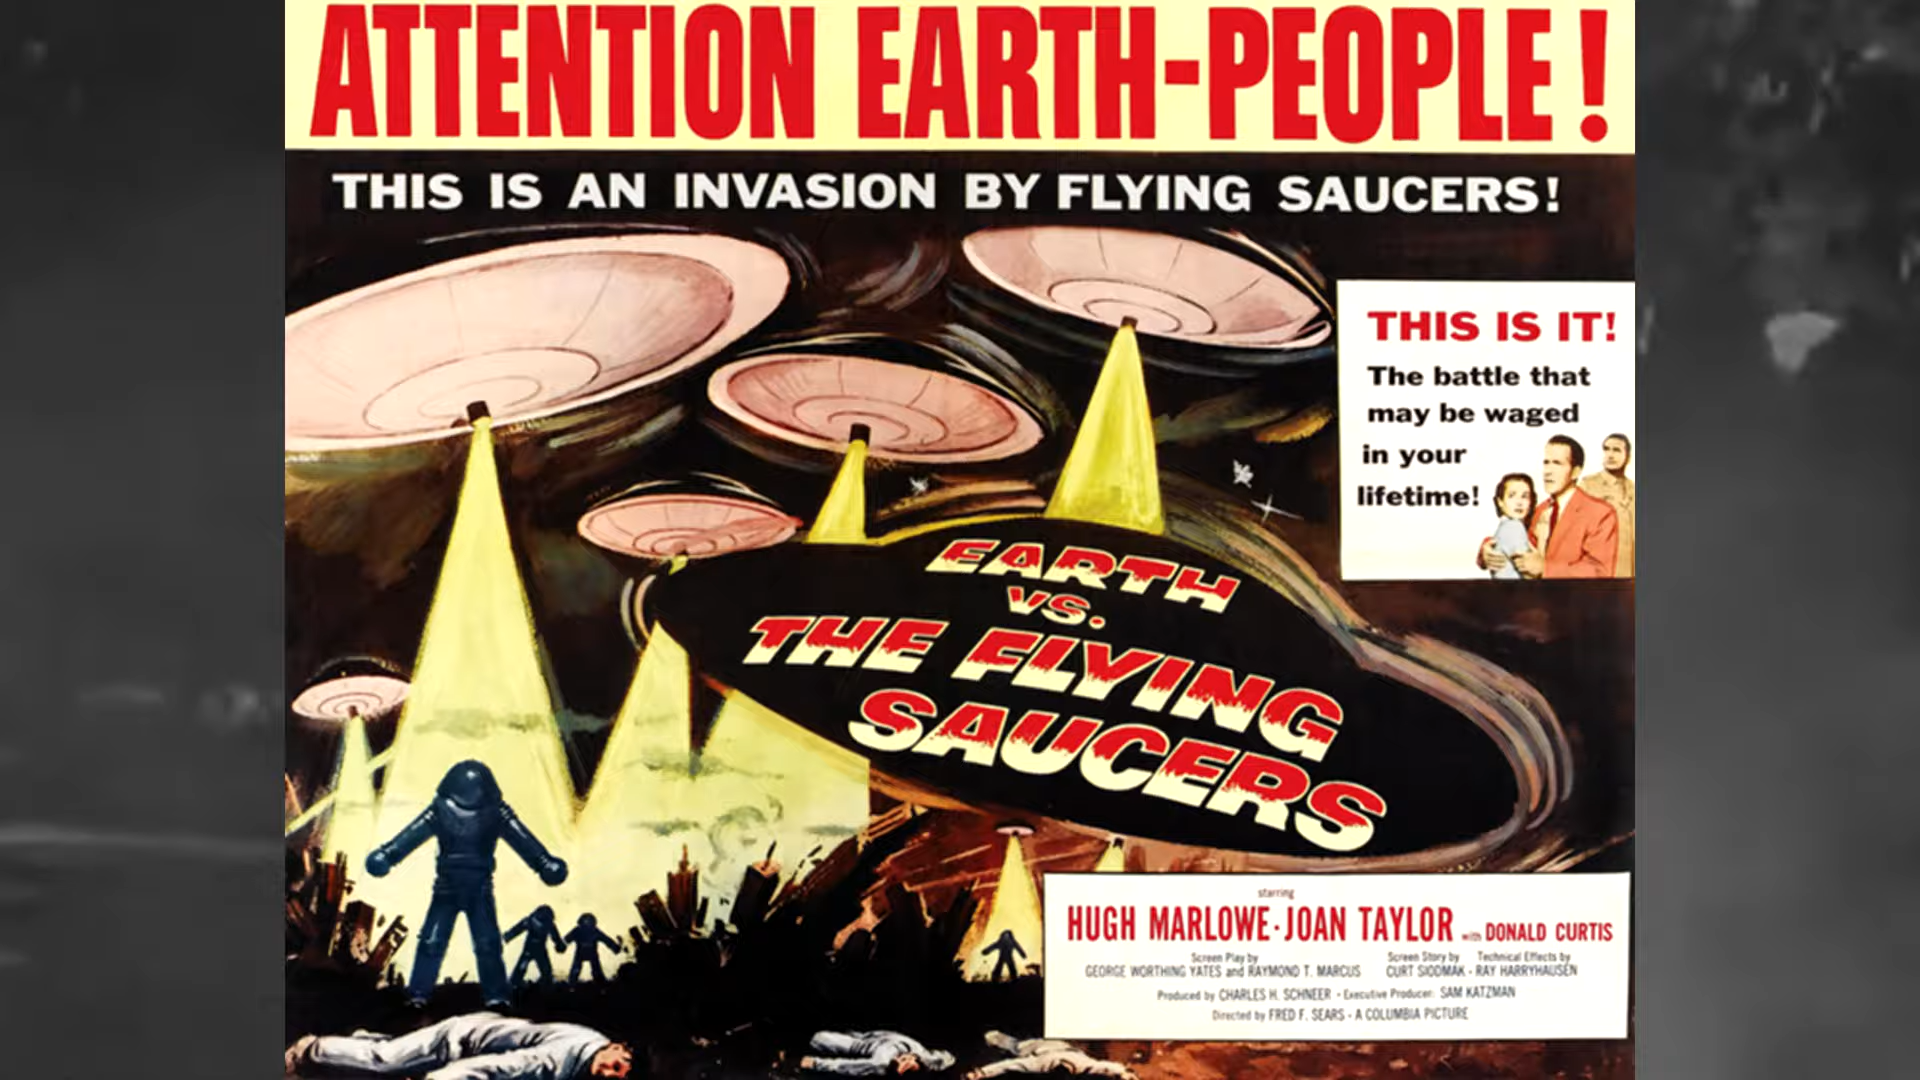 ATTENTION EARTH-PEOPLE!
THIS IS AN INVASION BY FLYING SAUCERS!
THIS IS IT!
The battle that
may be waged
in your
lifetime!
EARTH
VS.
THE FLYING
SAUCERS
starring
HUGH MARLOWE · JOAN TAYLOR with DONALD CURTIS
Screen Play by Screen Story by Technical Effects by
GEORGE WORTHING YATES and RAYMOND T. MARCUS CURT SIODMAK · RAY HARRYHAUSEN
Produced by CHARLES H. SCHNEER · Executive Producer: SAM KATZMAN
Directed by FRED F. SEARS · A COLUMBIA PICTURE